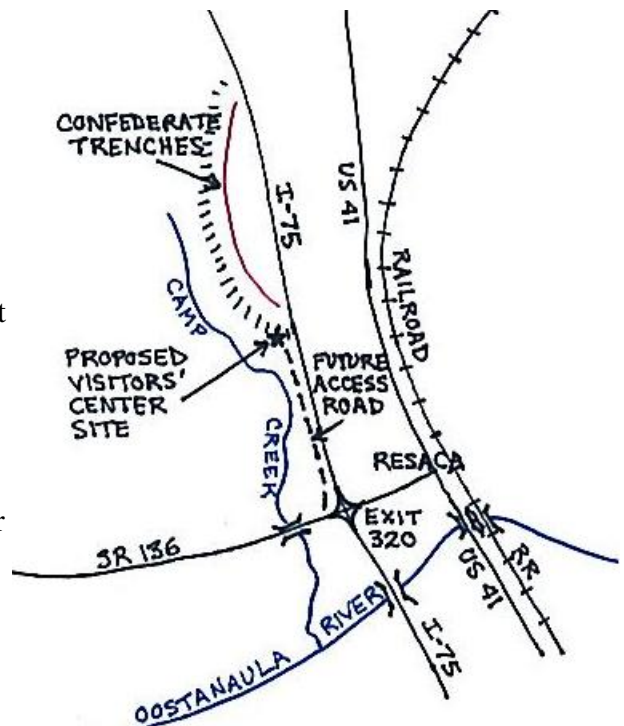 CONFEDERATE
TRENCHES
I-75
US 41
RAILROAD
CAMP
CREEK
t
PROPOSED
VISITORS'
CENTER
SITE
FUTURE
ACCESS
ROAD
RESACA
r
EXIT
320
SR 136
US 41
RR
OOSTANAULA RIVER
I-75